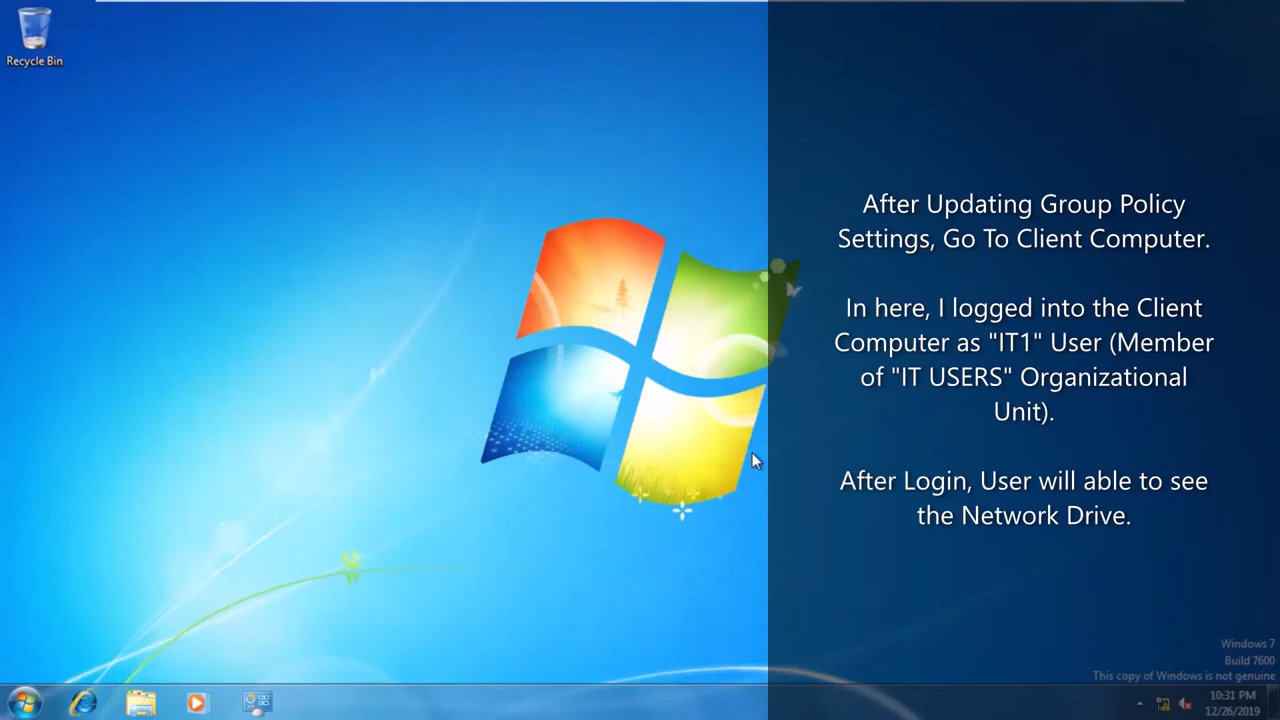 Recycle Bin
After Updating Group Policy
Settings, Go To Client Computer.
In here, I logged into the Client
Computer as "IT1" User (Member
of "IT USERS" Organizational
Unit).
After Login, User will able to see
the Network Drive.
Windows 7
Build 7600
This copy of Windows is not genuine
10:31 PM
12/26/2019